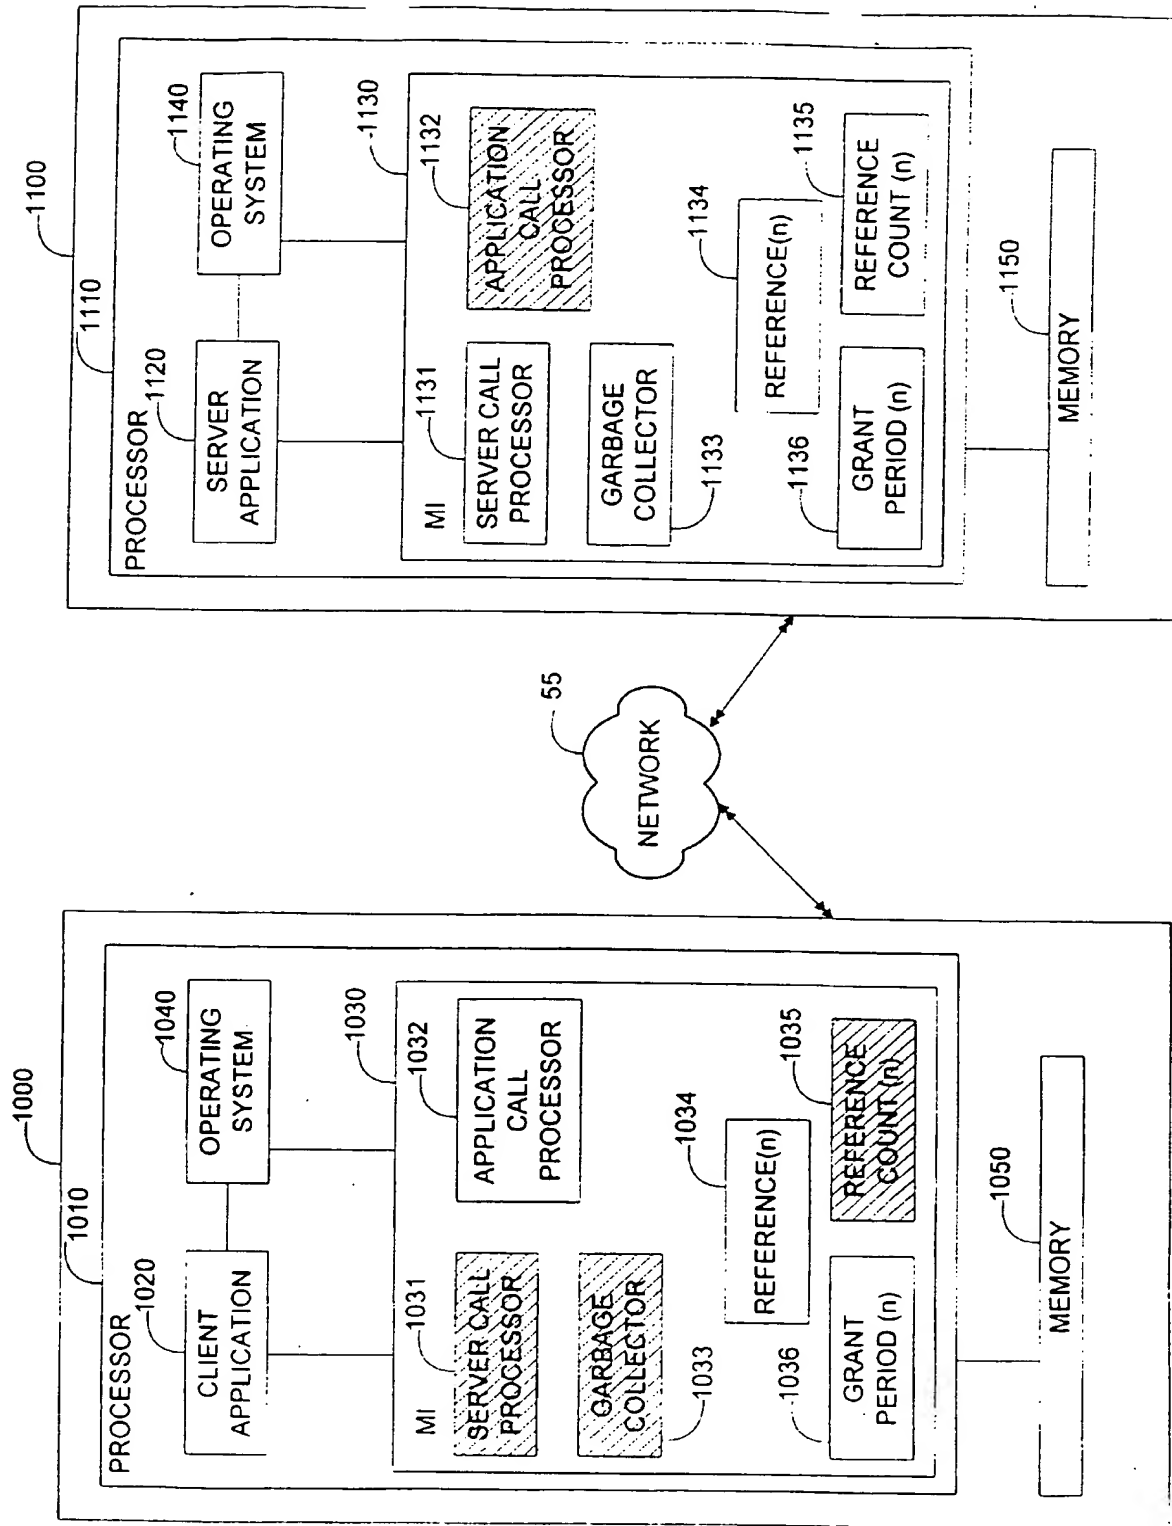 1000
1010
PROCESSOR
1020
CLIENT
APPLICATION
1040
OPERATING
SYSTEM
1030
MI
1031
SERVER CALL
PROCESSOR
1032
APPLICATION
CALL
PROCESSOR
GARBAGE
COLLECTOR
1033
1034
REFERENCE(n)
1036
GRANT
PERIOD (n)
1035
REFERENCE
COUNT (n)
1050
MEMORY
55
NETWORK
1100
1110
PROCESSOR
1120
SERVER
APPLICATION
1140
OPERATING
SYSTEM
1130
MI
1131
SERVER CALL
PROCESSOR
1132
APPLICATION
CALL
PROCESSOR
GARBAGE
COLLECTOR
1133
1134
REFERENCE(n)
1136
GRANT
PERIOD (n)
1135
REFERENCE
COUNT (n)
1150
MEMORY